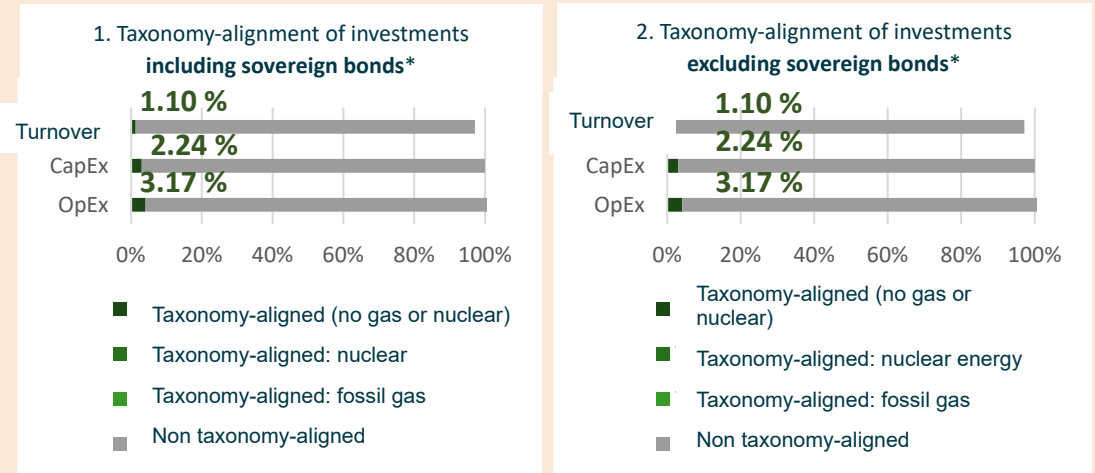 1. Taxonomy-alignment of investments
including sovereign bonds*
1.10 %
Turnover
2.24 %
CapEx
3.17 %
OpEx
0% 20% 40% 60% 80% 100%
Taxonomy-aligned (no gas or nuclear)
Taxonomy-aligned: nuclear
Taxonomy-aligned: fossil gas
Non taxonomy-aligned
2. Taxonomy-alignment of investments
excluding sovereign bonds*
1.10 %
Turnover
2.24 %
CapEx
3.17 %
OpEx
0% 20% 40% 60% 80% 100%
Taxonomy-aligned (no gas or
nuclear)
Taxonomy-aligned: nuclear energy
Taxonomy-aligned: fossil gas
Non taxonomy-aligned